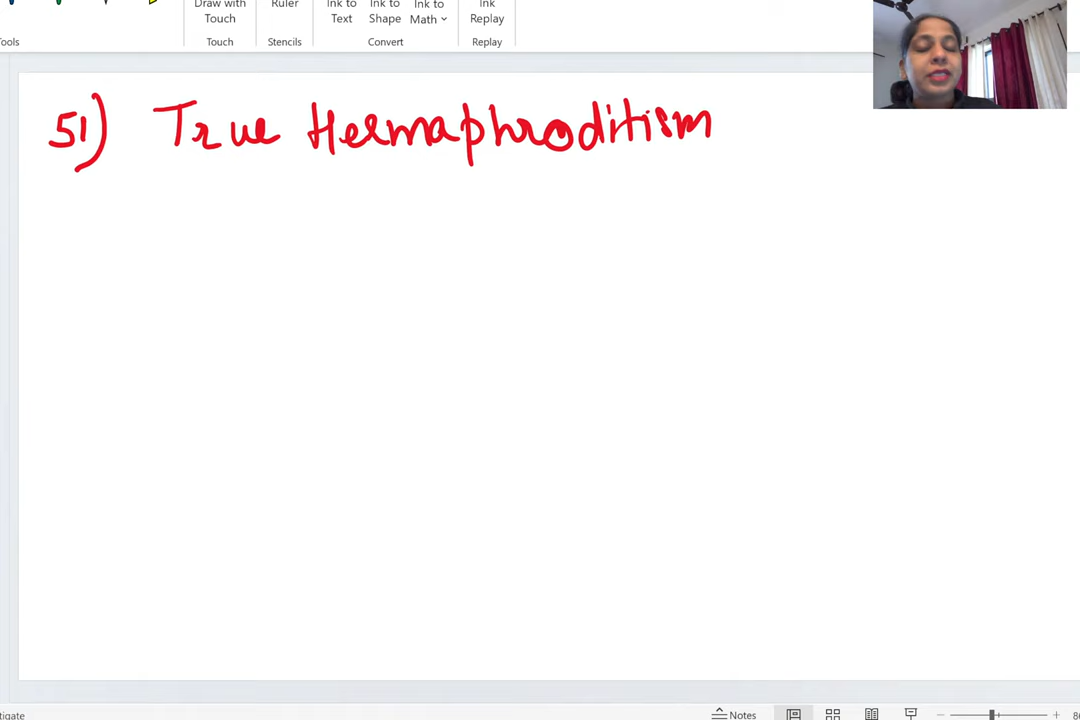 Draw with Touch
Ruler
Ink to Text
Ink to Shape
Ink to Math
Ink Replay
Touch
Stencils
Convert
Replay
51) True Hermaphroditism
Notes